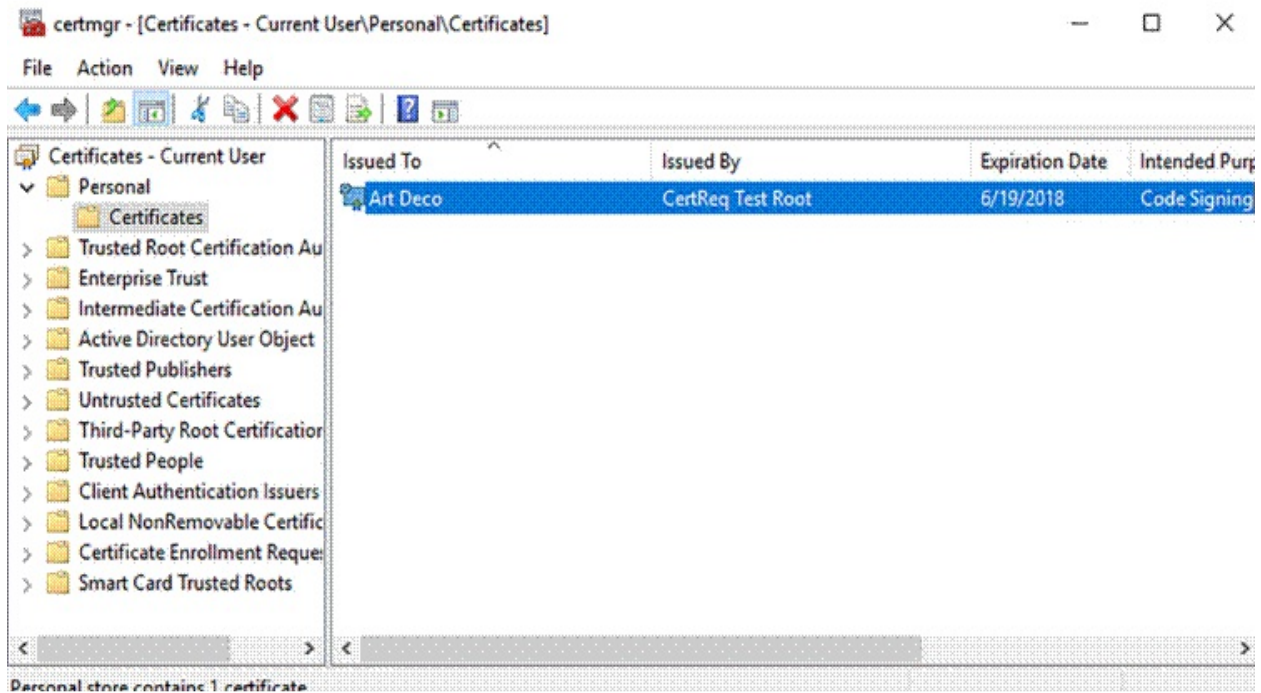 certmgr - [Certificates - Current User\Personal\Certificates]
File Action View Help
Certificates - Current User
Personal
Certificates
Trusted Root Certification Au
Enterprise Trust
Intermediate Certification Au
Active Directory User Object
Trusted Publishers
Untrusted Certificates
Third-Party Root Certification
Trusted People
Client Authentication Issuers
Local NonRemovable Certific
Certificate Enrollment Reques
Smart Card Trusted Roots
Issued To Issued By Expiration Date Intended Purp
Art Deco CertReq Test Root 6/19/2018 Code Signing
Personal store contains 1 certificate.